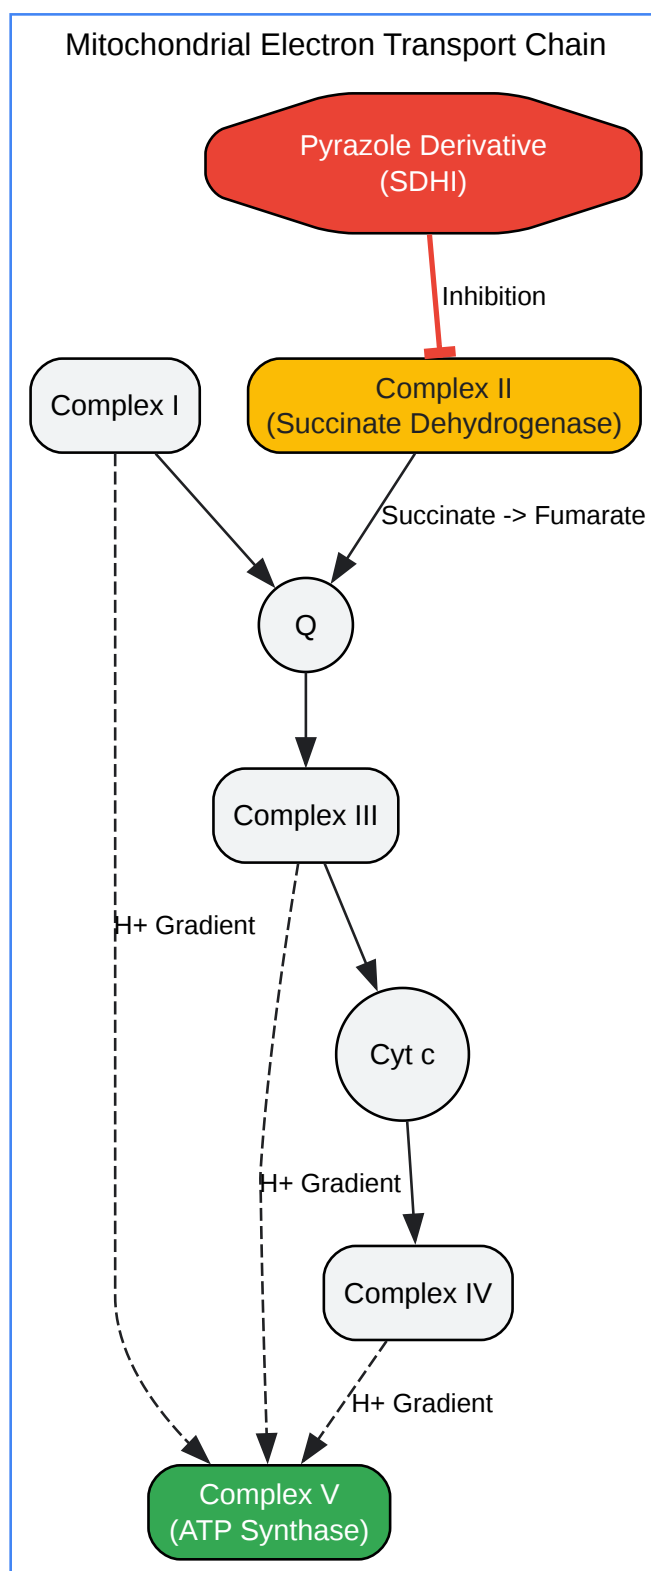 Mitochondrial Electron Transport Chain
Pyrazole Derivative
(SDHI)
Inhibition
Complex I
Complex II
(Succinate Dehydrogenase)
Succinate -> Fumarate
Q
Complex III
H+ Gradient
Cyt c
H+ Gradient
Complex IV
H+ Gradient
Complex V
(ATP Synthase)